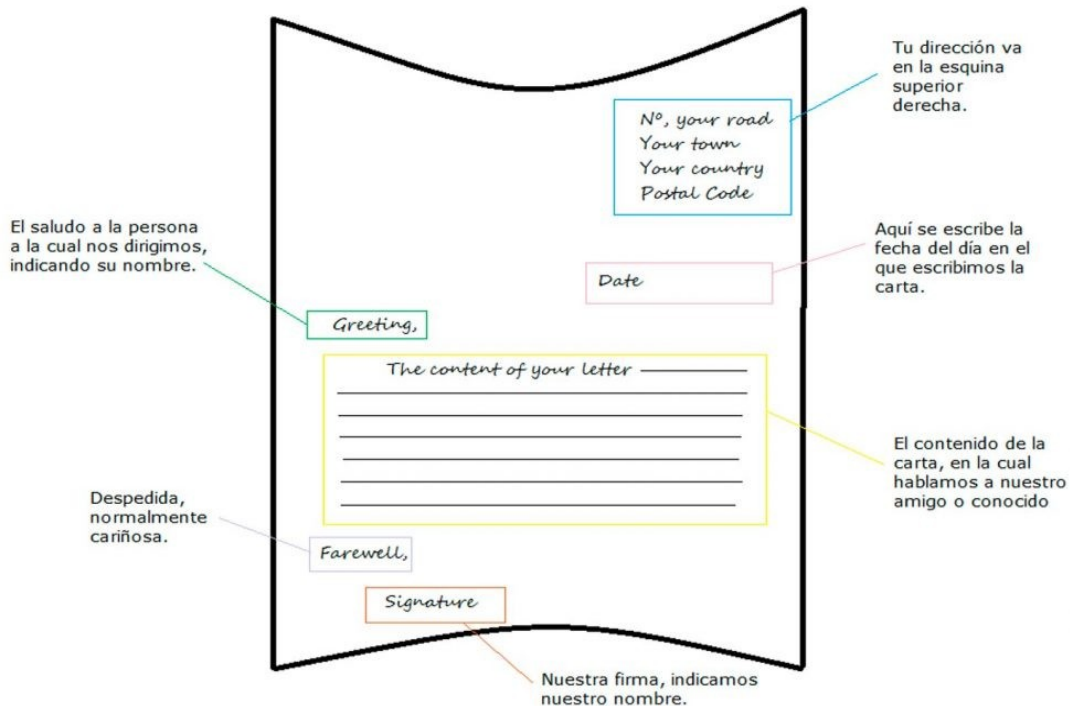 Tu dirección va
en la esquina
superior
derecha.
Nº, your road
Your town
Your country
Postal Code
El saludo a la persona
a la cual nos dirigimos,
indicando su nombre.
Aquí se escribe la
fecha del día en el
que escribimos la
carta.
Date
Greeting,
The content of your letter
El contenido de la
carta, en la cual
hablamos a nuestro
amigo o conocido
Despedida,
normalmente
cariñosa.
Farewell,
Signature
Nuestra firma, indicamos
nuestro nombre.